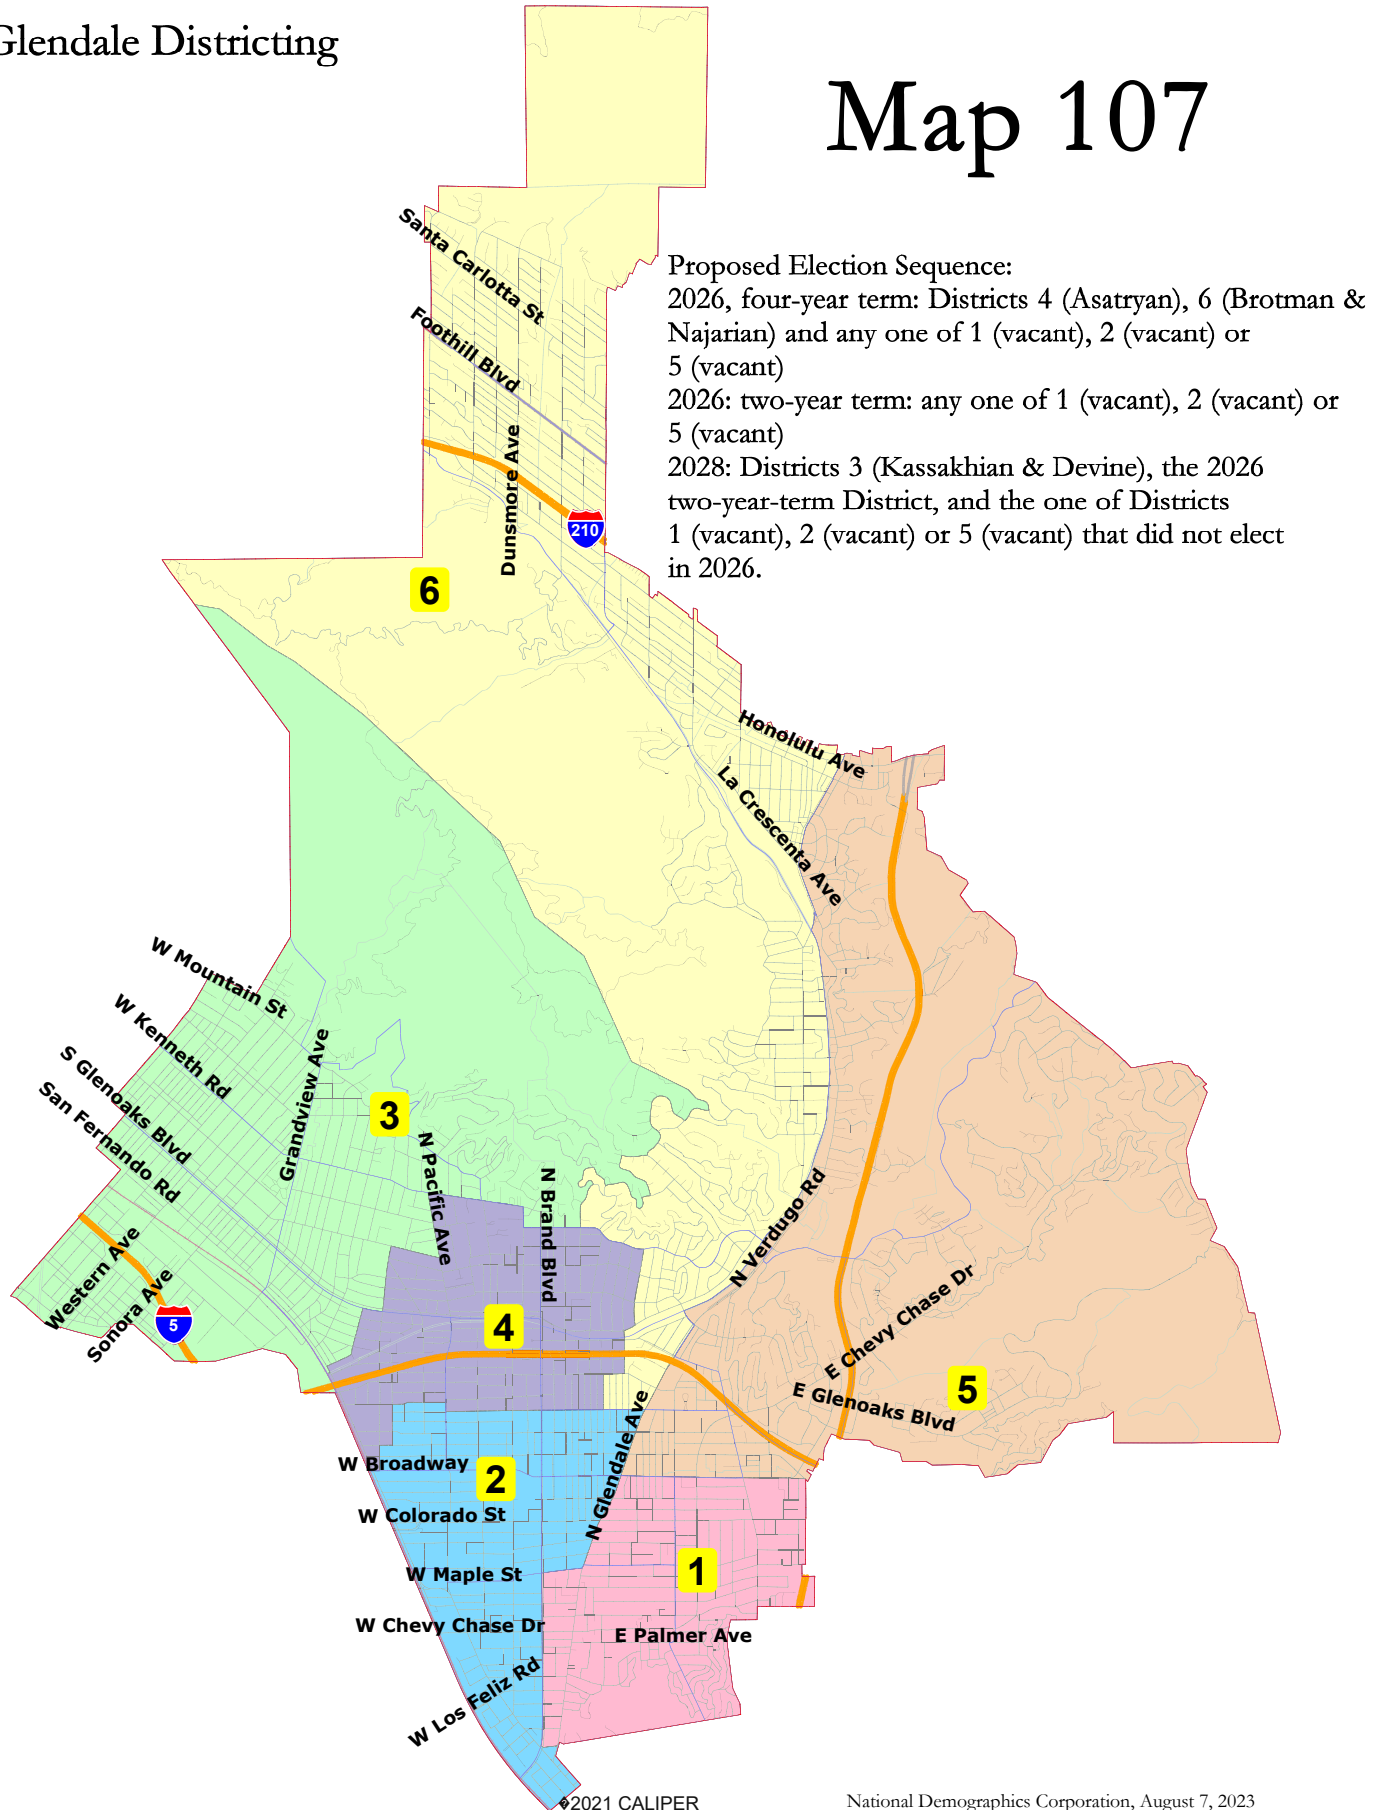 Glendale Districting
Map 107
Proposed Election Sequence:
2026, four-year term: Districts 4 (Asatryan), 6 (Brotman &
Najarian) and any one of 1 (vacant), 2 (vacant) or
5 (vacant)
2026: two-year term: any one of 1 (vacant), 2 (vacant) or
5 (vacant)
2028: Districts 3 (Kassakhian & Devine), the 2026
two-year-term District, and the one of Districts
1 (vacant), 2 (vacant) or 5 (vacant) that did not elect
in 2026.
Santa Carlotta St
Foothill Blvd
Dunsmore Ave
210
6
Honolulu Ave
La Crescenta Ave
W Mountain St
W Kenneth Rd
S Glenoaks Blvd
San Fernando Rd
Grandview Ave
3
N Pacific Ave
N Brand Blvd
N Verdugo Rd
Western Ave
Sonora Ave
5
4
E Chevy Chase Dr
E Glenoaks Blvd
5
N Glendale Ave
W Broadway
2
W Colorado St
W Maple St
1
W Chevy Chase Dr
E Palmer Ave
W Los Feliz Rd
�2021 CALIPER
National Demographics Corporation, August 7, 2023